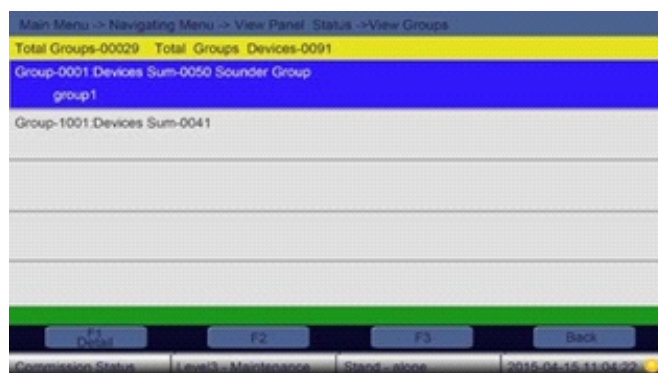 Main Menu -> Navigating Menu -> View Panel Status ->View Groups
Total Groups-00029 Total Groups Devices-0091
Group-0001:Devices Sum-0050 Sounder Group
group1
Group-1001:Devices Sum-0041
F1
Detail
F2
F3
Back
Commission Status
Level3 - Maintenance
Stand - alone
2015-04-15 11:04:22